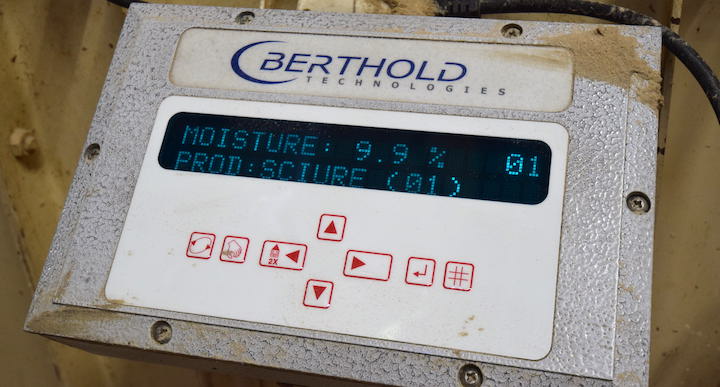 BERTHOLD
TECHNOLOGIES
MOISTURE: 9.9 % 01
PROD:SCIURE (01)
2X